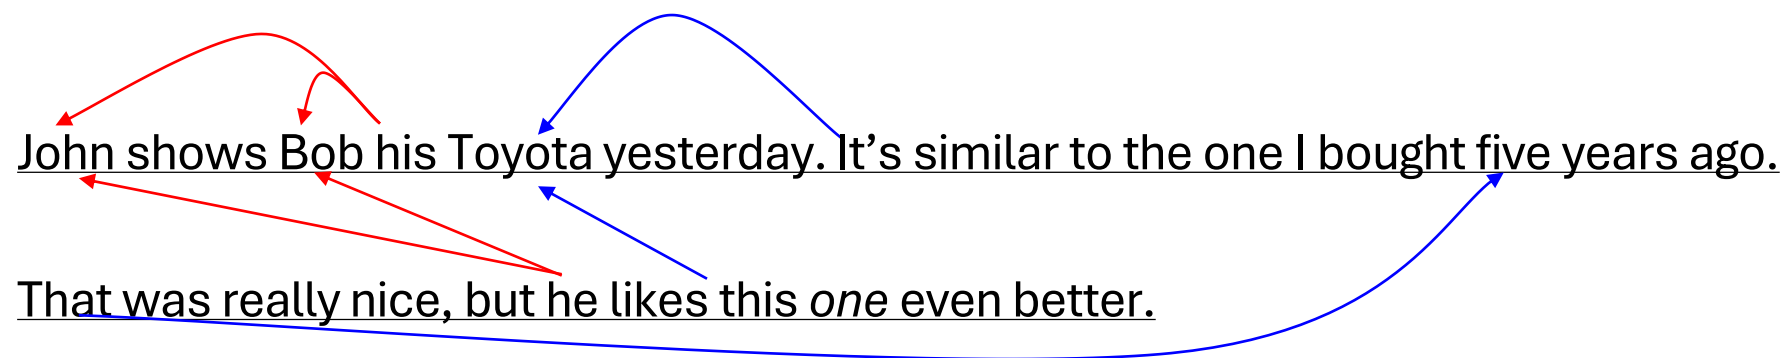 John shows Bob his Toyota yesterday. It’s similar to the one I bought five years ago.
That was really nice, but he likes this one even better.